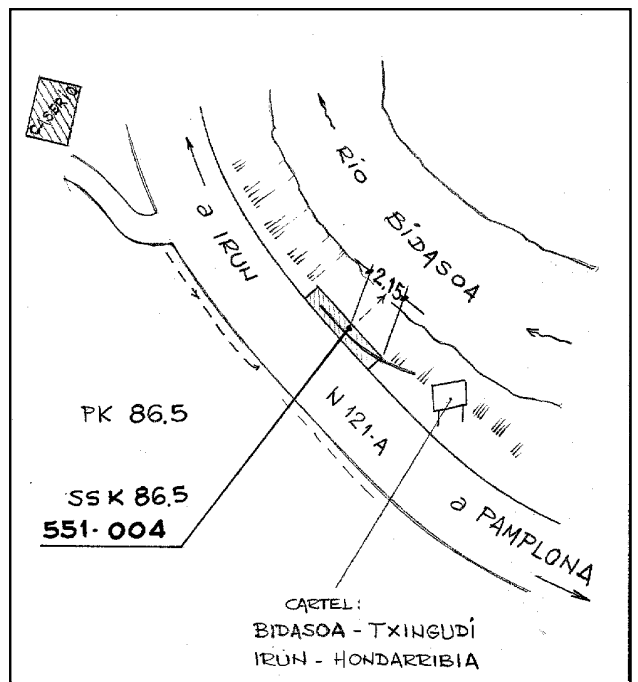 CASERÍO
RÍO BÍDASOA
a IRUN
2,15
N 121-A
PK 86,5
SSK 86,5
551-004
a PAMPLONA
CARTEL:
BIDASOA - TXINGUDÍ
IRÚN - HONDARRIBIA